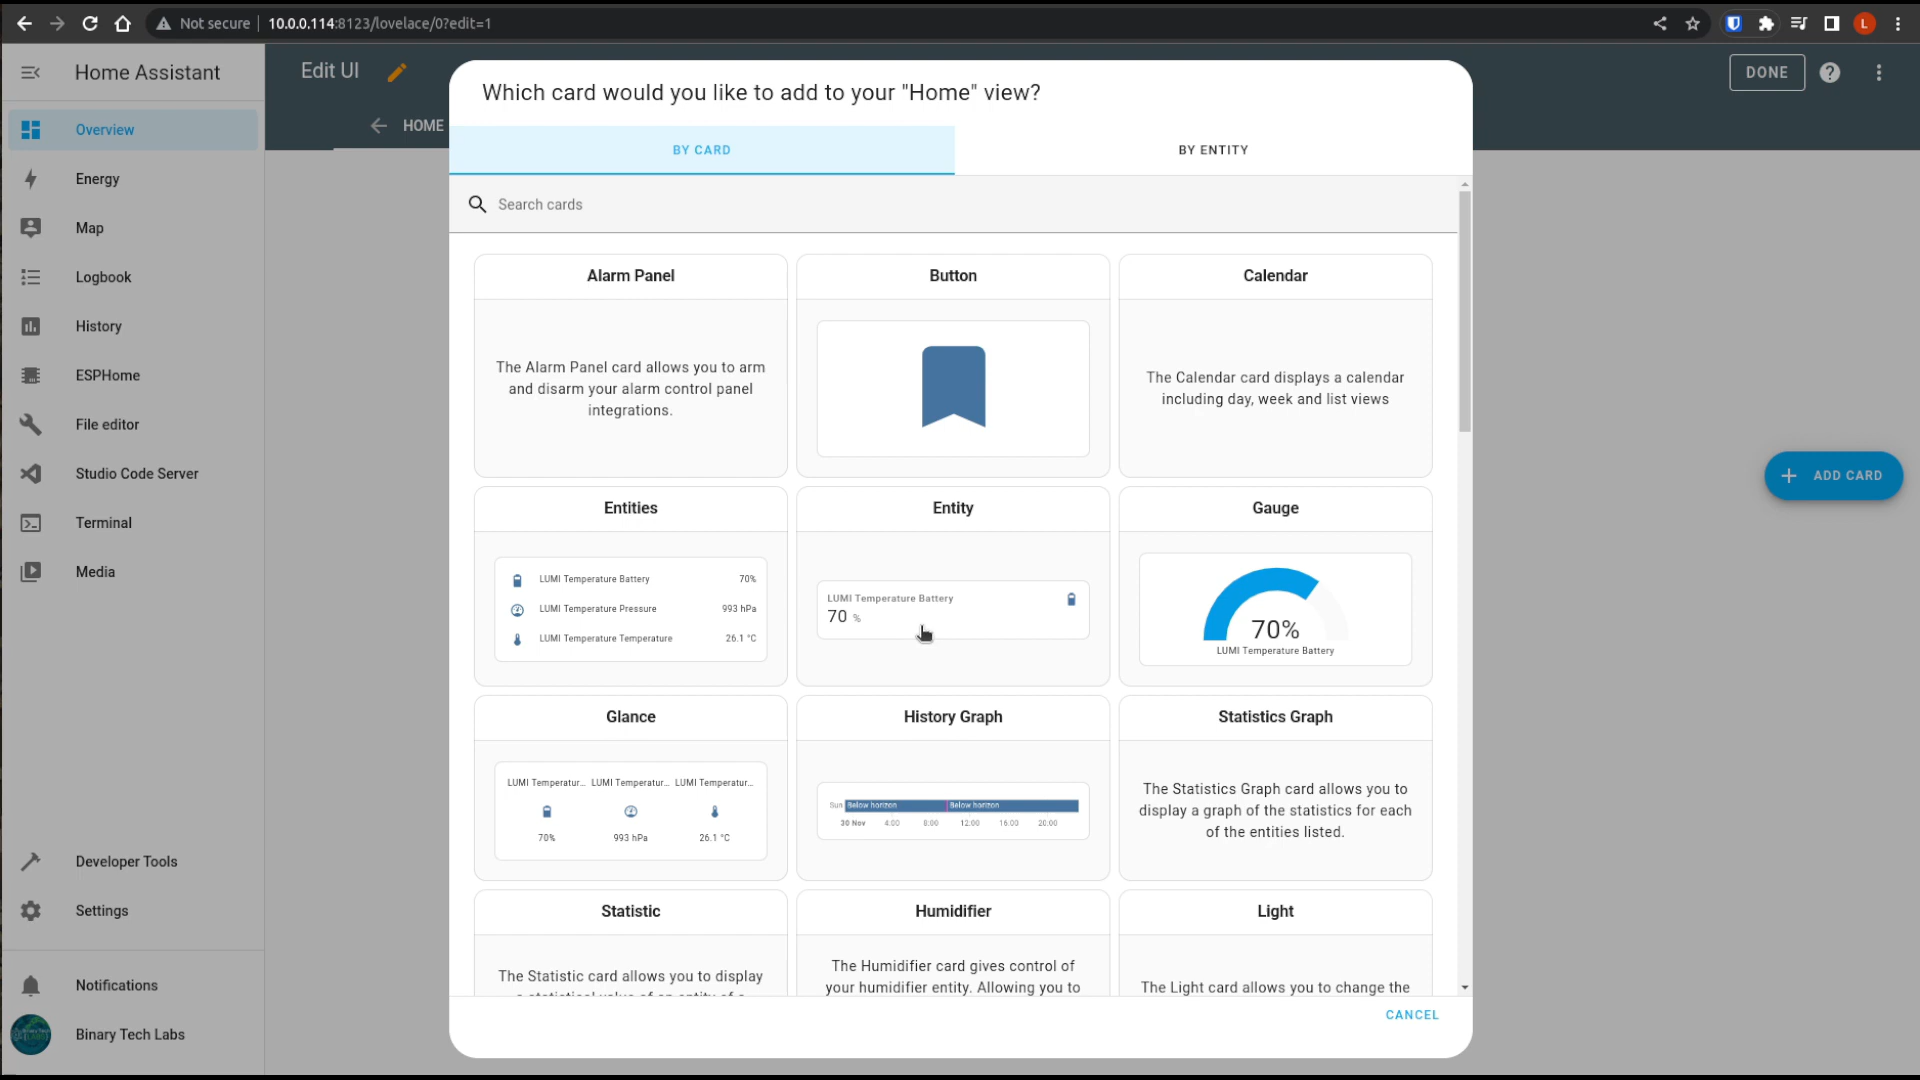 Not secure
10.0.0.114:8123/lovelace/0?edit=1
L
Home Assistant
Overview
Energy
Map
Logbook
History
ESPHome
File editor
Studio Code Server
Terminal
Media
Developer Tools
Settings
Notifications
Binary Tech Labs
Edit UI
HOME
DONE
ADD CARD
Which card would you like to add to your "Home" view?
BY CARD
BY ENTITY
Search cards
Alarm Panel
The Alarm Panel card allows you to arm
and disarm your alarm control panel
integrations.
Button
Calendar
The Calendar card displays a calendar
including day, week and list views
Entities
LUMI Temperature Battery 70%
LUMI Temperature Pressure 993 hPa
LUMI Temperature Temperature 26.1 °C
Entity
LUMI Temperature Battery
70 %
Gauge
70%
LUMI Temperature Battery
Glance
LUMI Temperatur... LUMI Temperatur... LUMI Temperatur...
70% 993 hPa 26.1 °C
History Graph
Sun Below horizon Below horizon
30 Nov 4:00 8:00 12:00 16:00 20:00
Statistics Graph
The Statistics Graph card allows you to
display a graph of the statistics for each
of the entities listed.
Statistic
The Statistic card allows you to display
Humidifier
The Humidifier card gives control of
your humidifier entity. Allowing you to
Light
The Light card allows you to change the
CANCEL